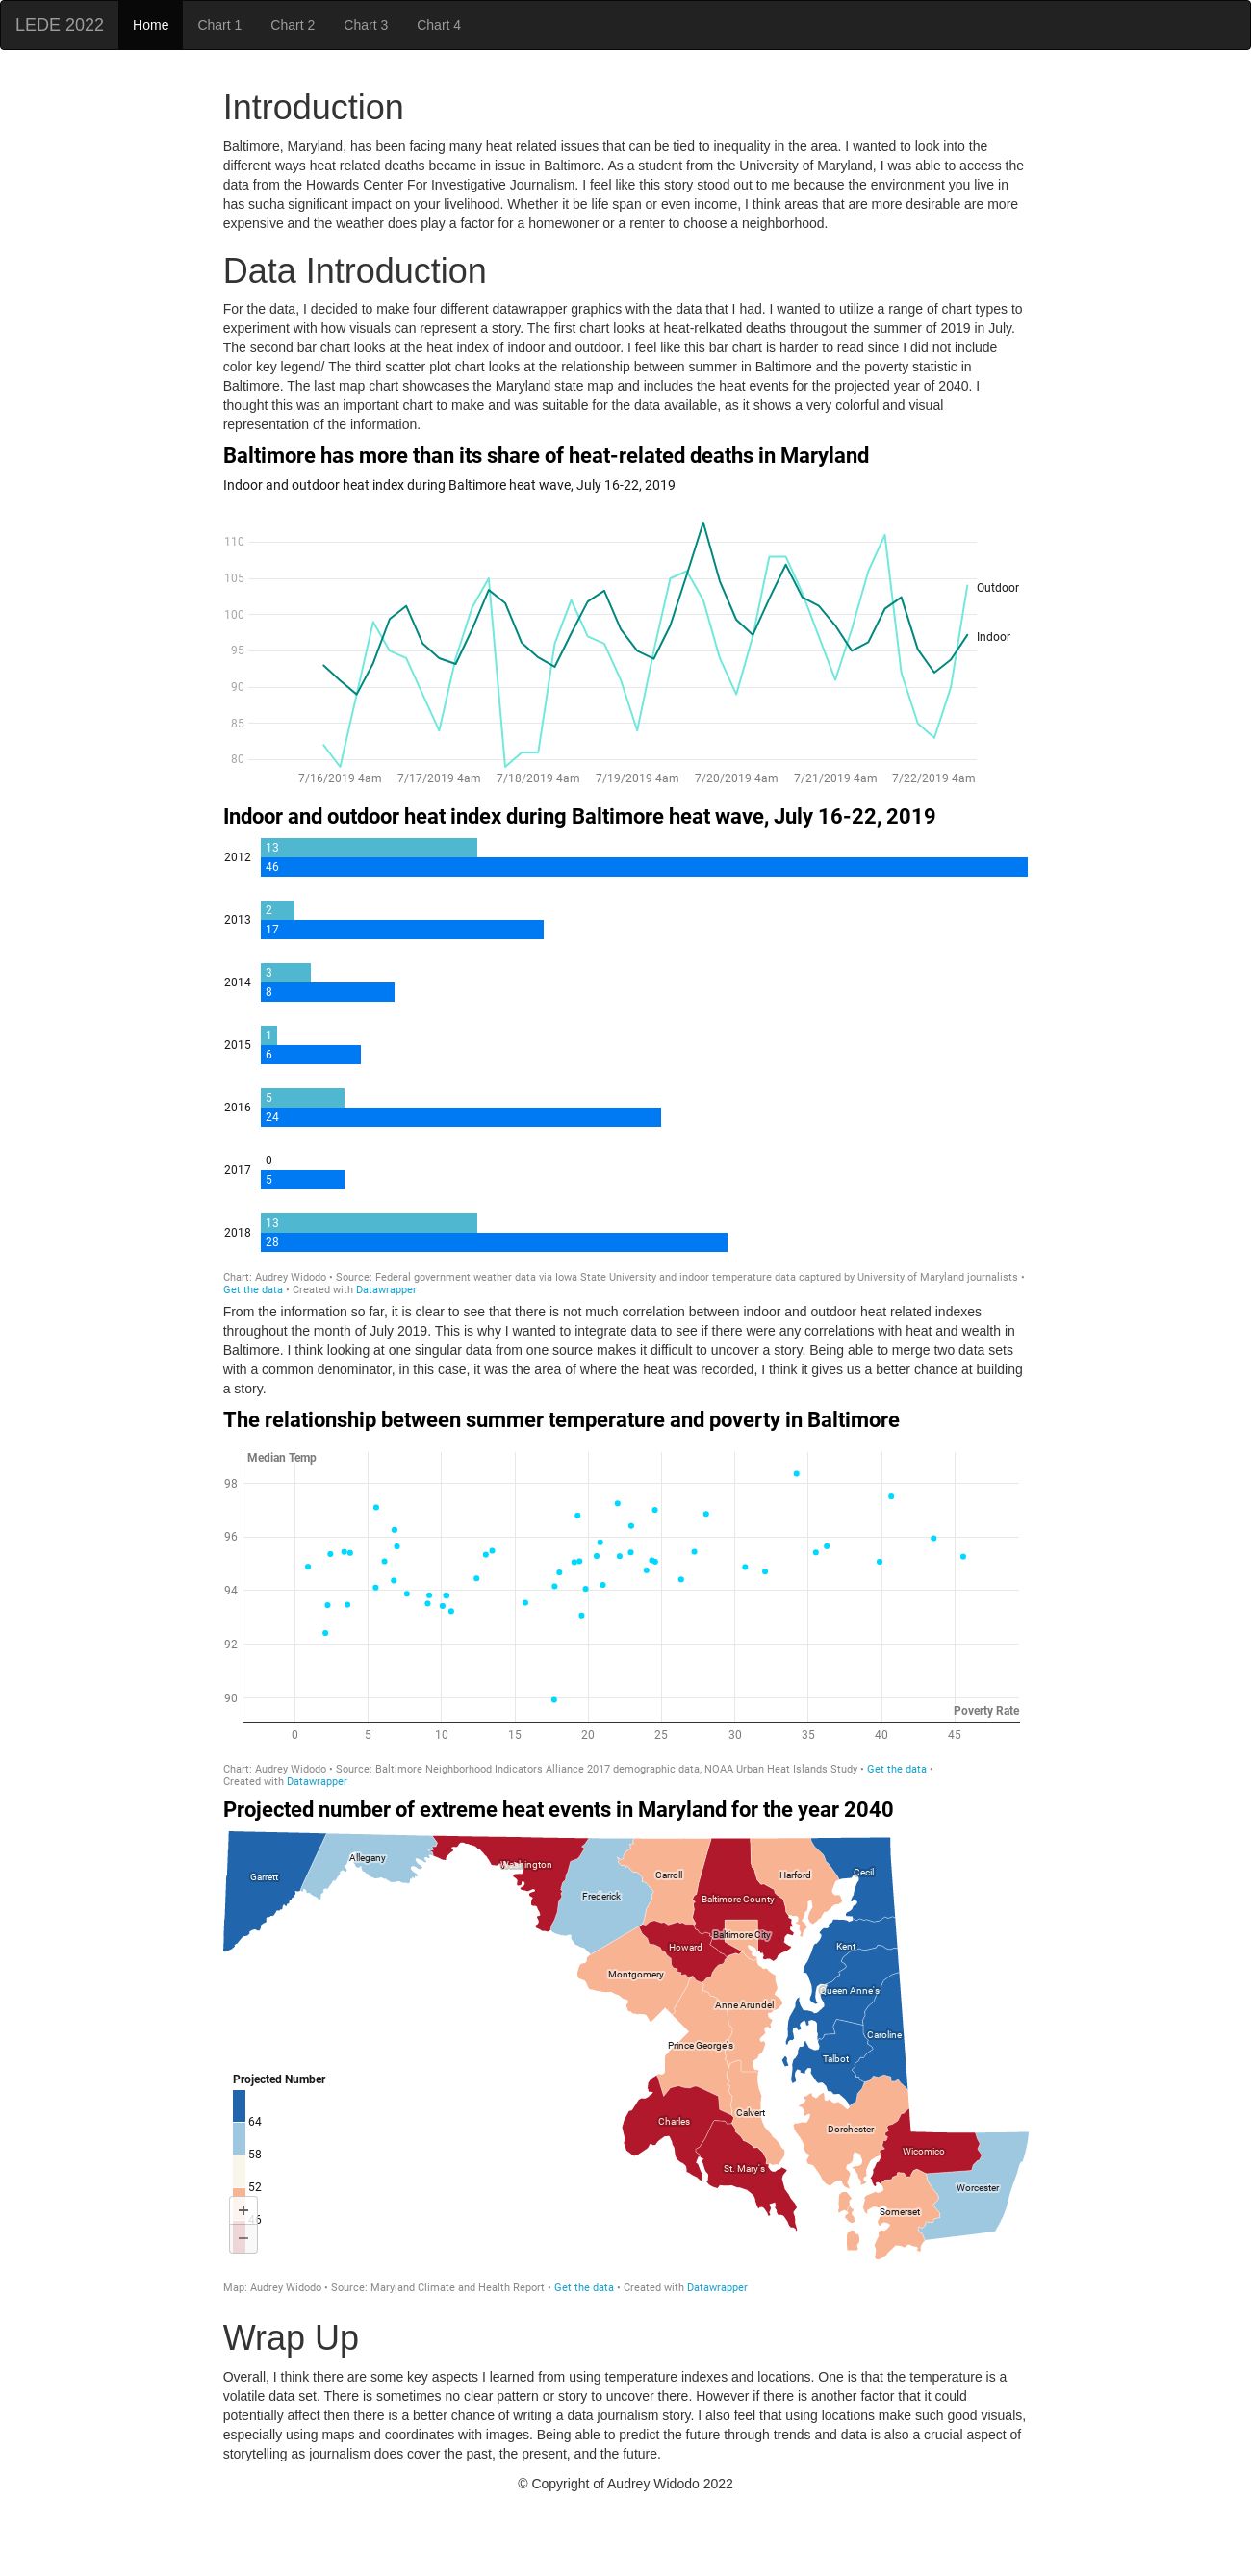 LEDE 2022 Home Chart 1 Chart 2 Chart 3 Chart 4
Introduction
Baltimore, Maryland, has been facing many heat related issues that can be tied to inequality in the area. I wanted to look into the
different ways heat related deaths became in issue in Baltimore. As a student from the University of Maryland, I was able to access the
data from the Howards Center For Investigative Journalism. I feel like this story stood out to me because the environment you live in
has sucha significant impact on your livelihood. Whether it be life span or even income, I think areas that are more desirable are more
expensive and the weather does play a factor for a homewoner or a renter to choose a neighborhood.
Data Introduction
For the data, I decided to make four different datawrapper graphics with the data that I had. I wanted to utilize a range of chart types to
experiment with how visuals can represent a story. The first chart looks at heat-relkated deaths througout the summer of 2019 in July.
The second bar chart looks at the heat index of indoor and outdoor. I feel like this bar chart is harder to read since I did not include
color key legend/ The third scatter plot chart looks at the relationship between summer in Baltimore and the poverty statistic in
Baltimore. The last map chart showcases the Maryland state map and includes the heat events for the projected year of 2040. I
thought this was an important chart to make and was suitable for the data available, as it shows a very colorful and visual
representation of the information.
Baltimore has more than its share of heat-related deaths in Maryland
Indoor and outdoor heat index during Baltimore heat wave, July 16-22, 2019
110
105
100
95
90
85
80
Outdoor
Indoor
7/16/2019 4am 7/17/2019 4am 7/18/2019 4am 7/19/2019 4am 7/20/2019 4am 7/21/2019 4am 7/22/2019 4am
Indoor and outdoor heat index during Baltimore heat wave, July 16-22, 2019
2012
13
46
2013
2
17
2014
3
8
2015
1
6
2016
5
24
2017
0
5
2018
13
28
Chart: Audrey Widodo • Source: Federal government weather data via Iowa State University and indoor temperature data captured by University of Maryland journalists •
Get the data • Created with Datawrapper
From the information so far, it is clear to see that there is not much correlation between indoor and outdoor heat related indexes
throughout the month of July 2019. This is why I wanted to integrate data to see if there were any correlations with heat and wealth in
Baltimore. I think looking at one singular data from one source makes it difficult to uncover a story. Being able to merge two data sets
with a common denominator, in this case, it was the area of where the heat was recorded, I think it gives us a better chance at building
a story.
The relationship between summer temperature and poverty in Baltimore
Median Temp
98
96
94
92
90
Poverty Rate
0 5 10 15 20 25 30 35 40 45
Chart: Audrey Widodo • Source: Baltimore Neighborhood Indicators Alliance 2017 demographic data, NOAA Urban Heat Islands Study • Get the data •
Created with Datawrapper
Projected number of extreme heat events in Maryland for the year 2040
Garrett
Allegany
Washington
Frederick
Carroll
Baltimore County
Harford
Cecil
Baltimore City
Howard
Kent
Montgomery
Queen Anne's
Anne Arundel
Caroline
Prince George's
Talbot
Charles
Calvert
Dorchester
Wicomico
St. Mary's
Worcester
Somerset
Projected Number
64
58
52
+
−
Map: Audrey Widodo • Source: Maryland Climate and Health Report • Get the data • Created with Datawrapper
Wrap Up
Overall, I think there are some key aspects I learned from using temperature indexes and locations. One is that the temperature is a
volatile data set. There is sometimes no clear pattern or story to uncover there. However if there is another factor that it could
potentially affect then there is a better chance of writing a data journalism story. I also feel that using locations make such good visuals,
especially using maps and coordinates with images. Being able to predict the future through trends and data is also a crucial aspect of
storytelling as journalism does cover the past, the present, and the future.
© Copyright of Audrey Widodo 2022